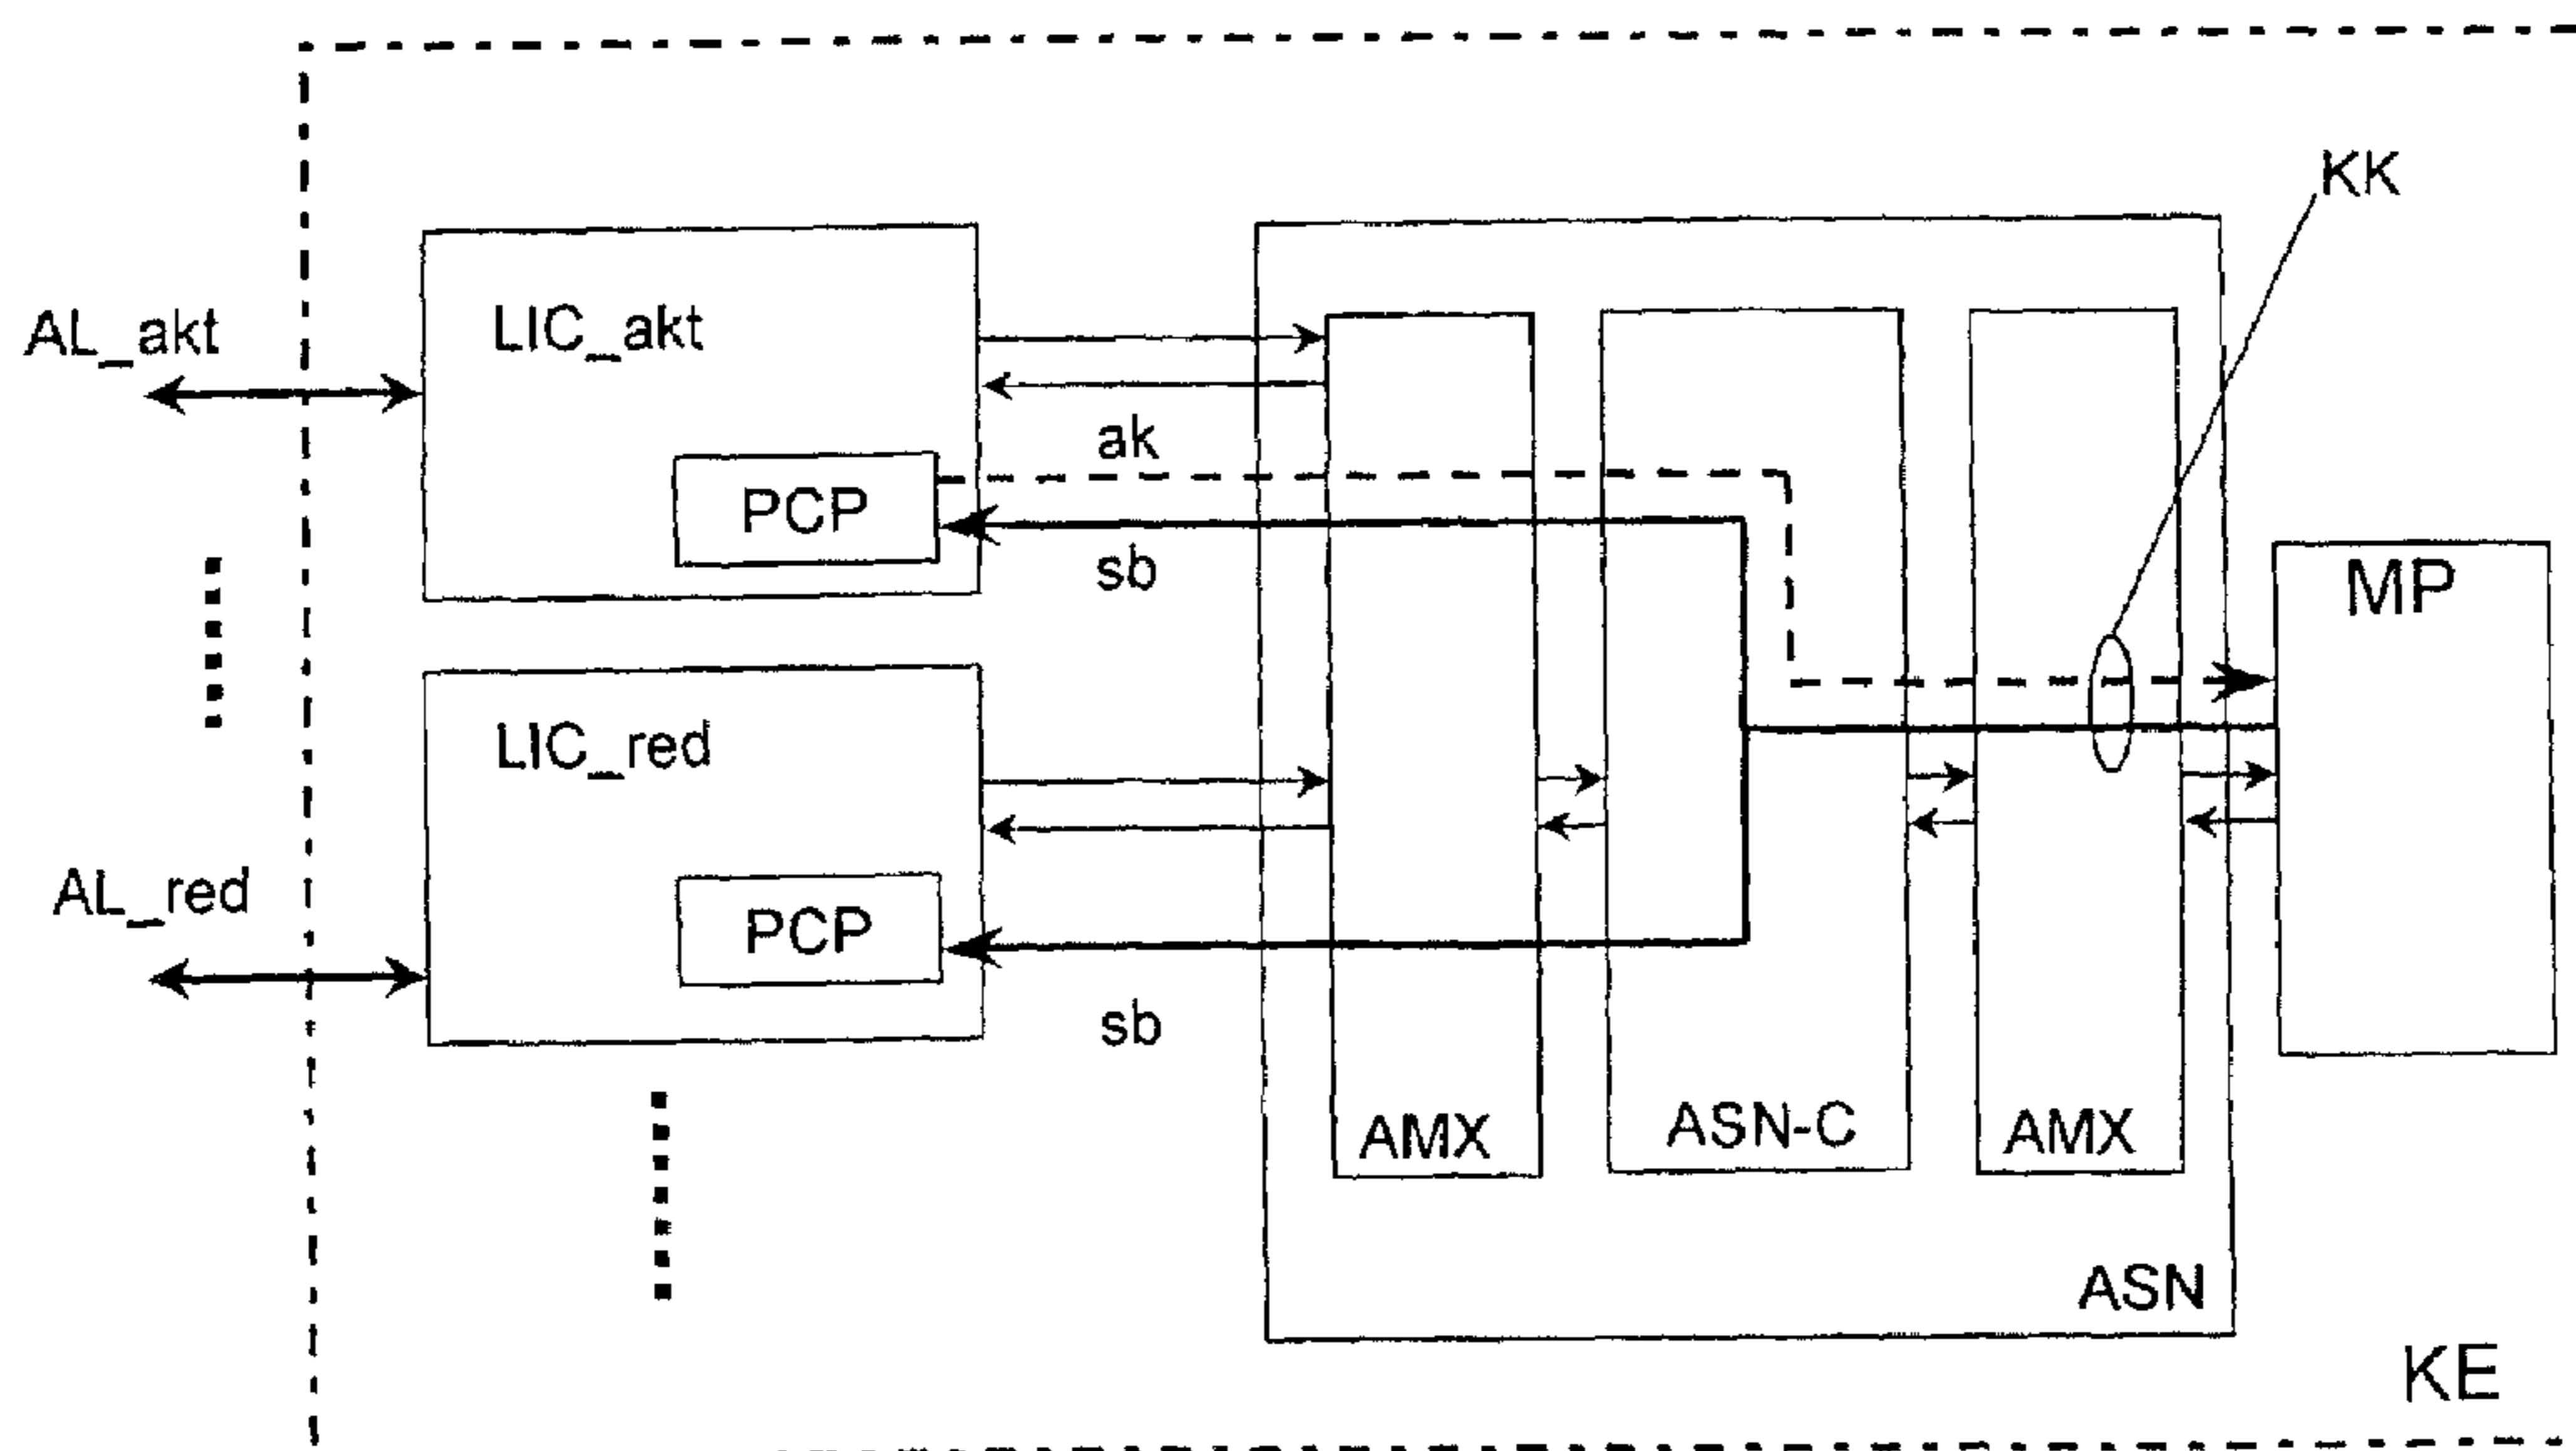 KK
AL_akt
LIC_akt
ak
PCP
sb
MP
AL_red
LIC_red
PCP
sb
AMX
ASN-C
AMX
ASN
KE